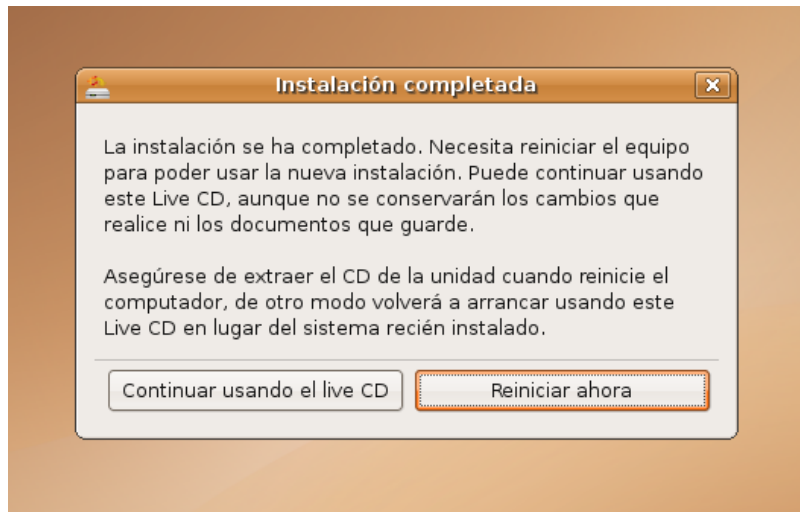 Instalación completada
La instalación se ha completado. Necesita reiniciar el equipo
para poder usar la nueva instalación. Puede continuar usando
este Live CD, aunque no se conservarán los cambios que
realice ni los documentos que guarde.
Asegúrese de extraer el CD de la unidad cuando reinicie el
computador, de otro modo volverá a arrancar usando este
Live CD en lugar del sistema recién instalado.
Continuar usando el live CD
Reiniciar ahora